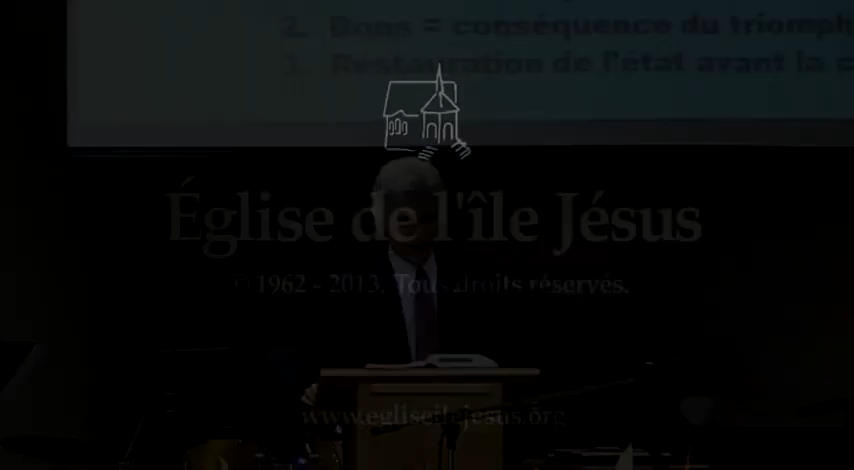 2. Dons = conséquence du triomph
3. Restauration de l'état avant la c
Église de l'île Jésus
© 1962 - 2013. Tous droits réservés.
www.egliseilejesus.org